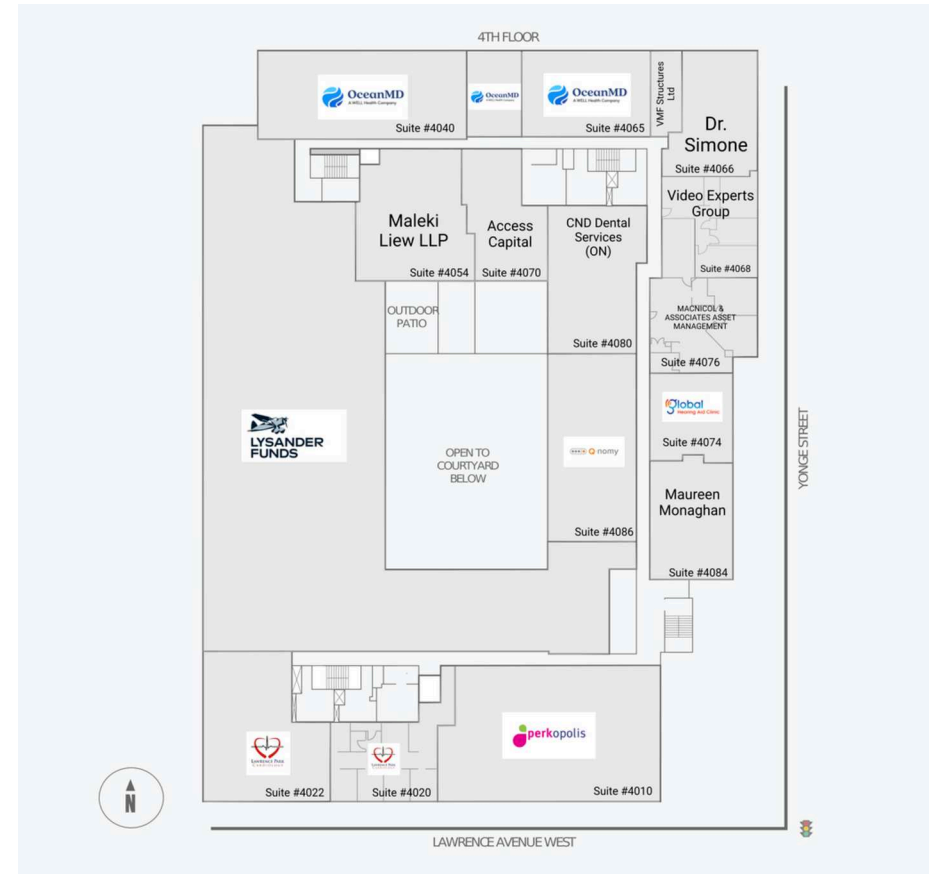 4TH FLOOR
OceanMD
A WELL Health Company
Suite #4040
OceanMD
OceanMD
A WELL Health Company
Suite #4065
VMF Structures
Ltd
Dr.
Simone
Suite #4066
Video Experts
Group
Suite #4068
Maleki
Liew LLP
Suite #4054
Access
Capital
Suite #4070
CND Dental
Services
(ON)
Suite #4080
OUTDOOR
PATIO
MACNICOL &
ASSOCIATES ASSET
MANAGEMENT
Suite #4076
global
Hearing Aid Clinic
Suite #4074
LYSANDER
FUNDS
OPEN TO
COURTYARD
BELOW
Q nomy
Suite #4086
Maureen
Monaghan
Suite #4084
YONGE STREET
LAWRENCE PARK
Suite #4022
Suite #4020
perkopolis
Suite #4010
N
LAWRENCE AVENUE WEST